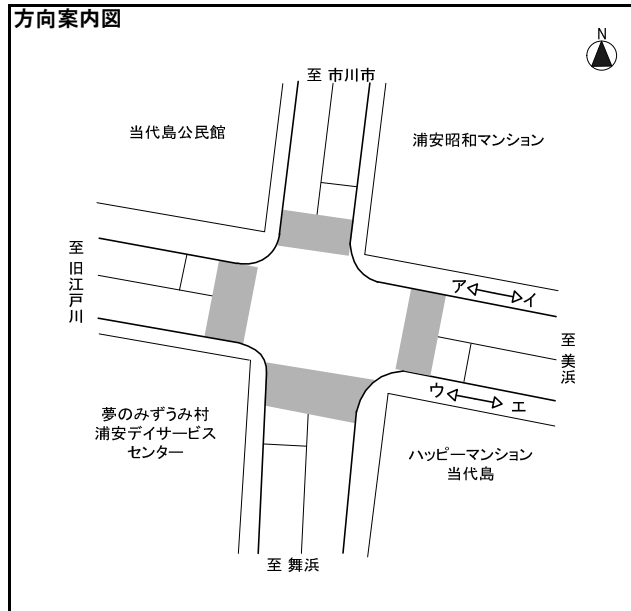 方向案内図
N
至 市川市
当代島公民館
浦安昭和マンション
至 旧江戸川
ア
イ
至 美浜
ウ
エ
夢のみずうみ村
浦安デイサービス
センター
ハッピーマンション
当代島
至 舞浜